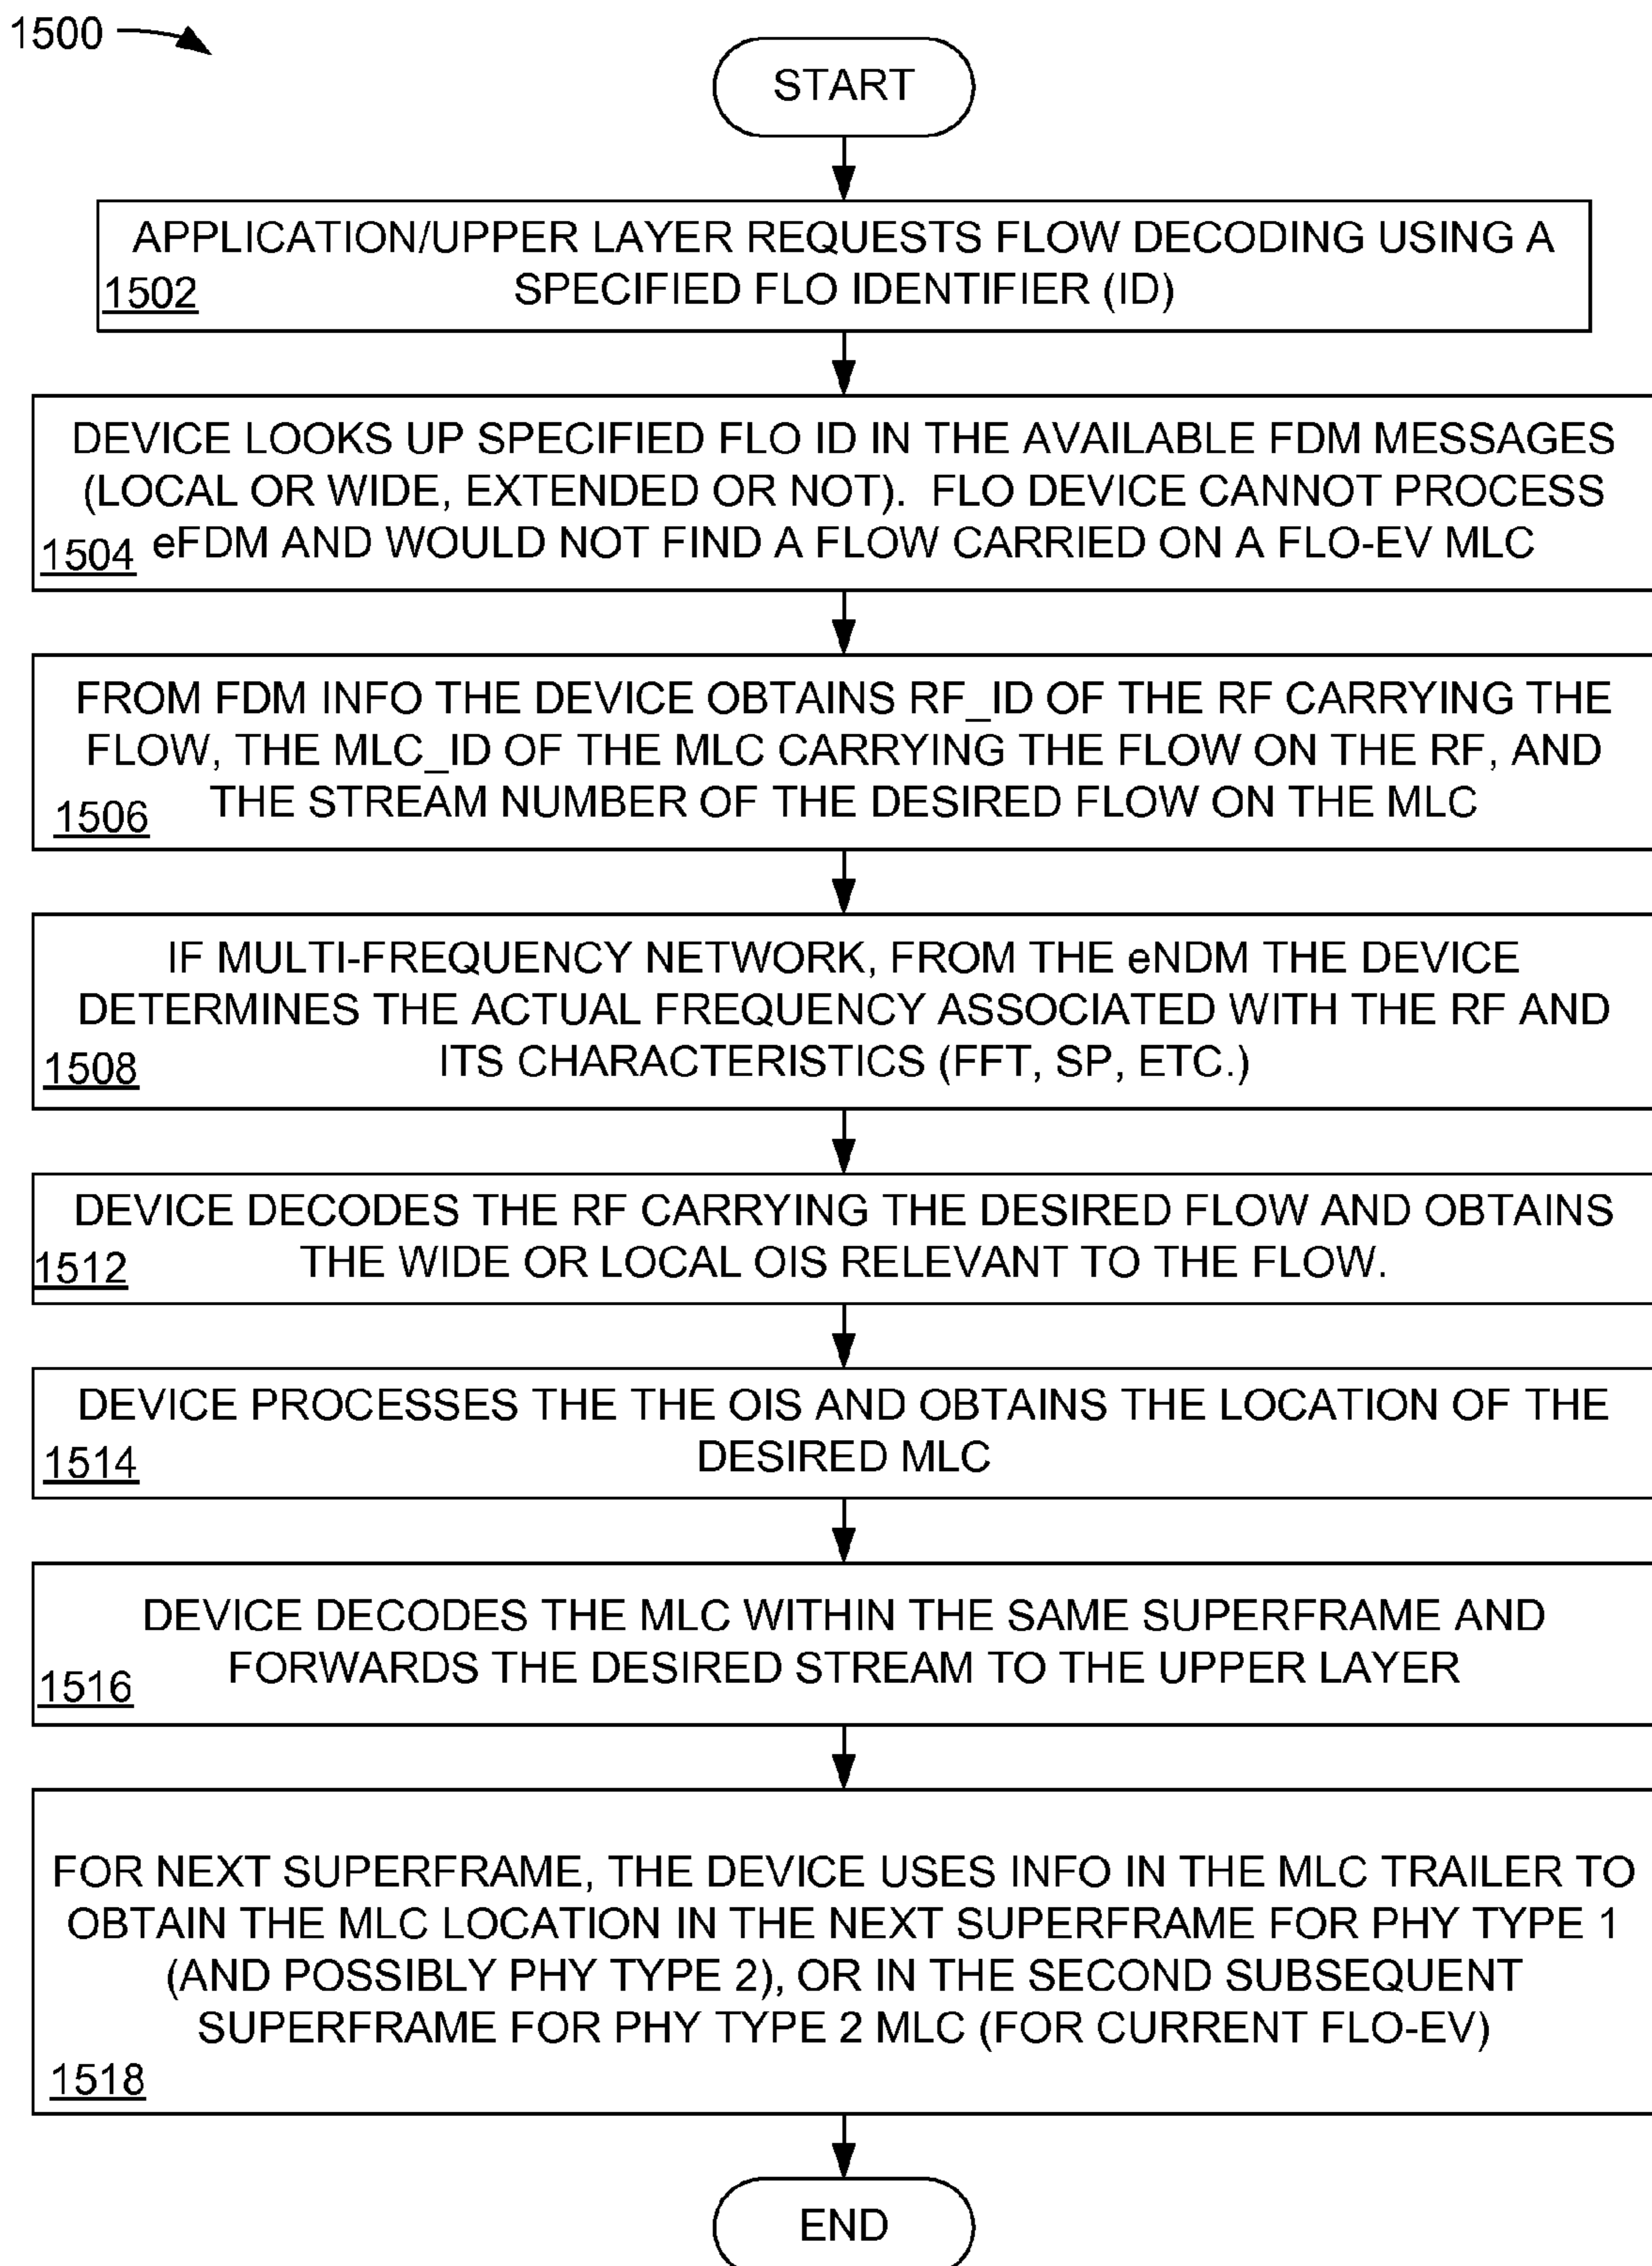 1500
START
APPLICATION/UPPER LAYER REQUESTS FLOW DECODING USING A
SPECIFIED FLO IDENTIFIER (ID)
1502
DEVICE LOOKS UP SPECIFIED FLO ID IN THE AVAILABLE FDM MESSAGES
(LOCAL OR WIDE, EXTENDED OR NOT). FLO DEVICE CANNOT PROCESS
eFDM AND WOULD NOT FIND A FLOW CARRIED ON A FLO-EV MLC
1504
FROM FDM INFO THE DEVICE OBTAINS RF_ID OF THE RF CARRYING THE
FLOW, THE MLC_ID OF THE MLC CARRYING THE FLOW ON THE RF, AND
THE STREAM NUMBER OF THE DESIRED FLOW ON THE MLC
1506
IF MULTI-FREQUENCY NETWORK, FROM THE eNDM THE DEVICE
DETERMINES THE ACTUAL FREQUENCY ASSOCIATED WITH THE RF AND
ITS CHARACTERISTICS (FFT, SP, ETC.)
1508
DEVICE DECODES THE RF CARRYING THE DESIRED FLOW AND OBTAINS
THE WIDE OR LOCAL OIS RELEVANT TO THE FLOW.
1512
DEVICE PROCESSES THE THE OIS AND OBTAINS THE LOCATION OF THE
DESIRED MLC
1514
DEVICE DECODES THE MLC WITHIN THE SAME SUPERFRAME AND
FORWARDS THE DESIRED STREAM TO THE UPPER LAYER
1516
FOR NEXT SUPERFRAME, THE DEVICE USES INFO IN THE MLC TRAILER TO
OBTAIN THE MLC LOCATION IN THE NEXT SUPERFRAME FOR PHY TYPE 1
(AND POSSIBLY PHY TYPE 2), OR IN THE SECOND SUBSEQUENT
SUPERFRAME FOR PHY TYPE 2 MLC (FOR CURRENT FLO-EV)
1518
END